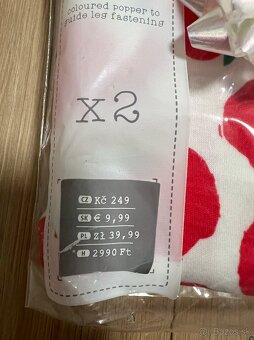 coloured popper to
guide leg fastening
x2
CZ Kč 249
SK € 9,99
PL zł 39,99
H 2990 Ft